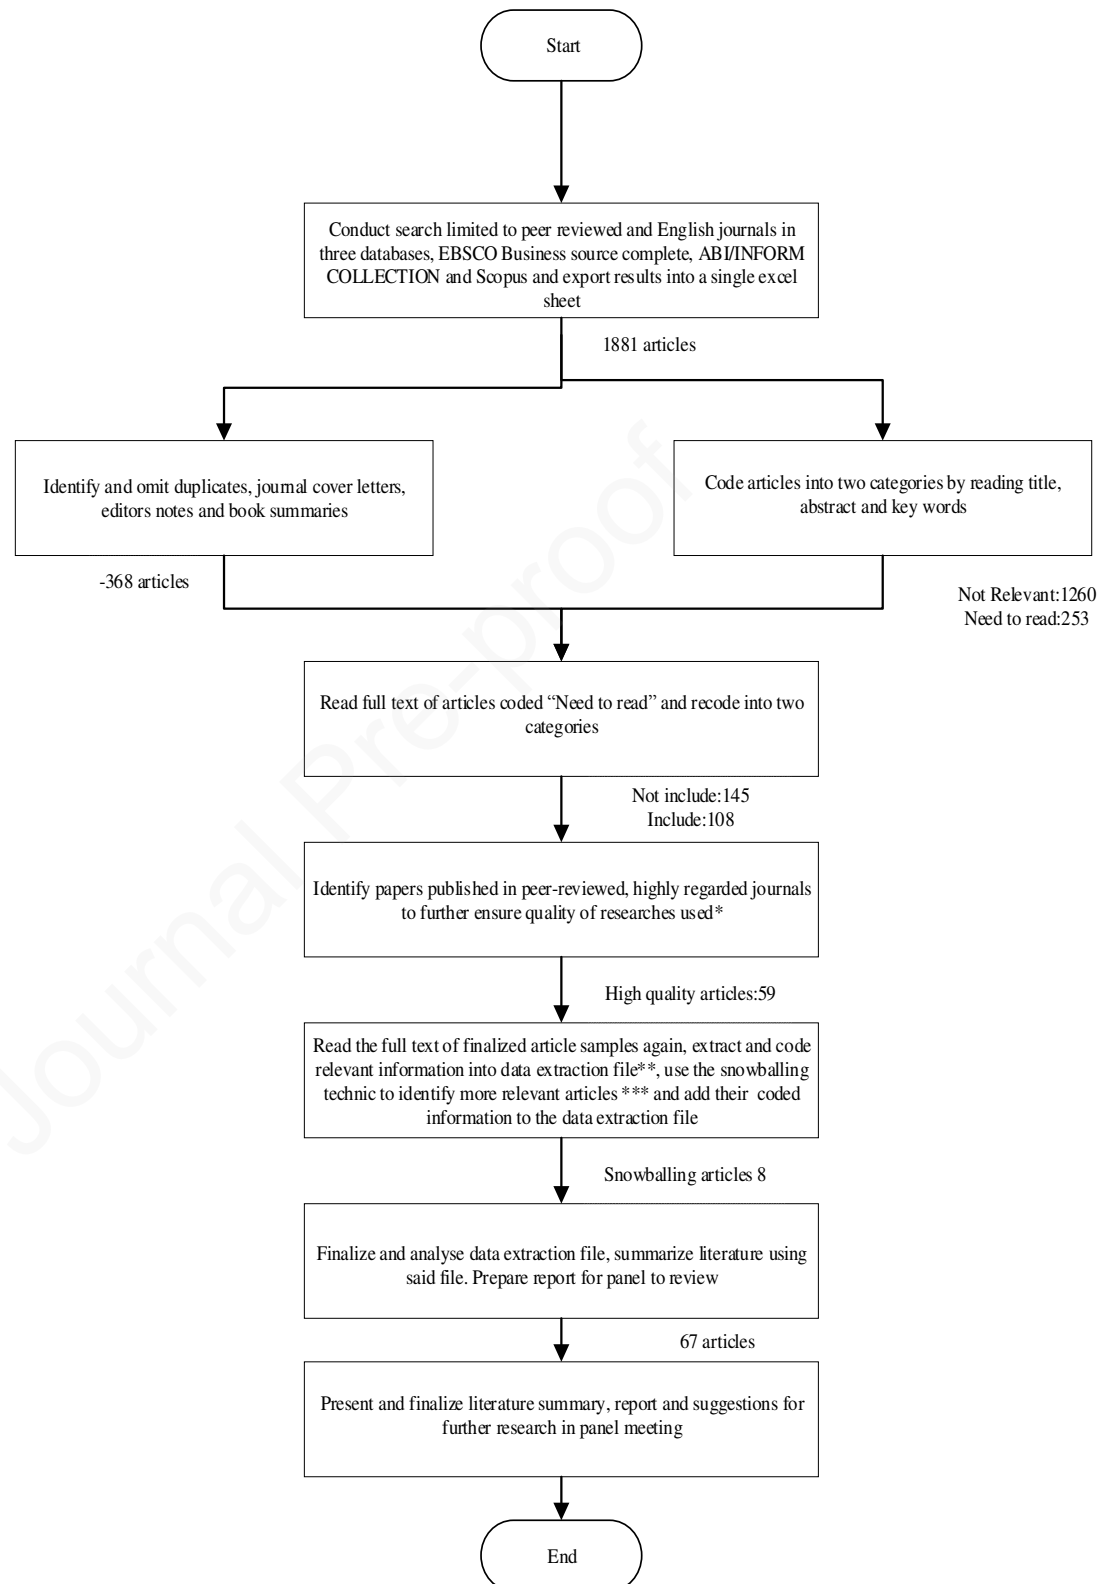 Start
Conduct search limited to peer reviewed and English journals in
three databases, EBSCO Business source complete, ABI/INFORM
COLLECTION and Scopus and export results into a single excel
sheet
1881 articles
Identify and omit duplicates, journal cover letters,
editors notes and book summaries
Code articles into two categories by reading title,
abstract and key words
-368 articles
Not Relevant:1260
Need to read:253
Read full text of articles coded “Need to read” and recode into two
categories
Not include:145
Include:108
Identify papers published in peer-reviewed, highly regarded journals
to further ensure quality of researches used*
High quality articles:59
Read the full text of finalized article samples again, extract and code
relevant information into data extraction file**, use the snowballing
technic to identify more relevant articles *** and add their coded
information to the data extraction file
Snowballing articles 8
Finalize and analyse data extraction file, summarize literature using
said file. Prepare report for panel to review
67 articles
Present and finalize literature summary, report and suggestions for
further research in panel meeting
End
Journal Pre-proof